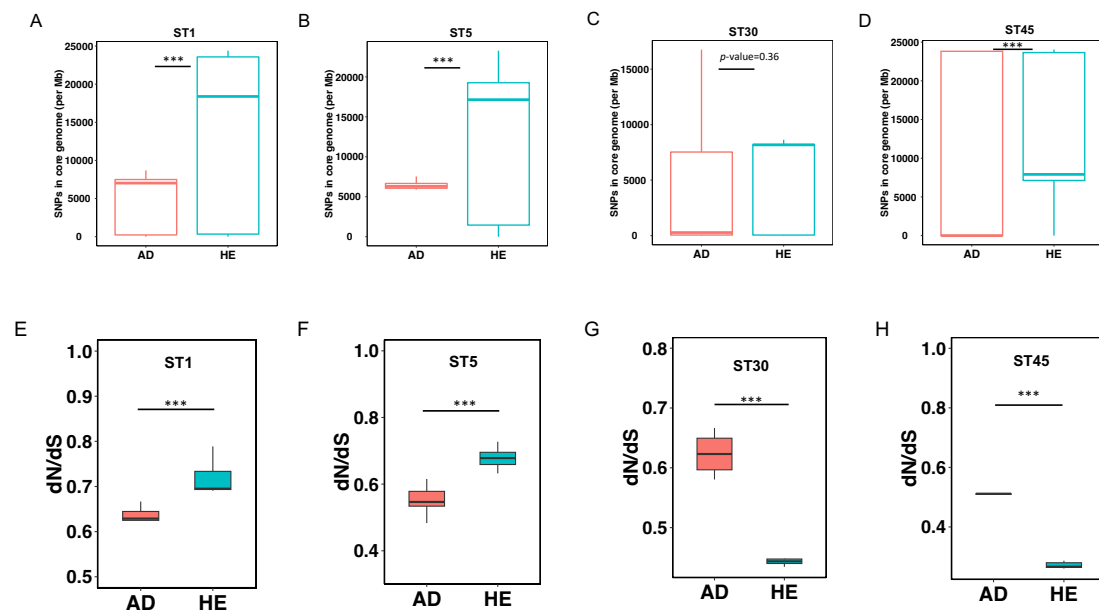 A
ST1
SNPs in core genome (per Mb)
25000
20000
15000
10000
5000
0
***
AD
HE
B
ST5
SNPs in core genome (per Mb)
20000
15000
10000
5000
0
***
AD
HE
C
ST30
SNPs in core genome (per Mb)
15000
10000
5000
0
p-value=0.36
AD
HE
D
ST45
SNPs in core genome (per Mb)
25000
20000
15000
10000
5000
0
***
AD
HE
E
ST1
dN/dS
1.0
0.9
0.8
0.7
0.6
0.5
***
AD
HE
F
ST5
dN/dS
1.0
0.8
0.6
0.4
***
AD
HE
G
ST30
dN/dS
0.8
0.7
0.6
0.5
***
AD
HE
H
ST45
dN/dS
1.0
0.8
0.6
0.4
***
AD
HE